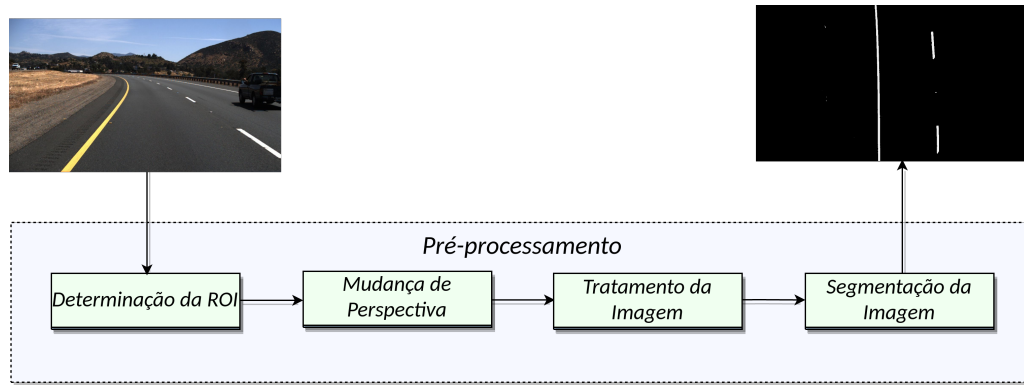 Pré-processamento
Determinação da ROI
Mudança de
Perspectiva
Tratamento da
Imagem
Segmentação da
Imagem